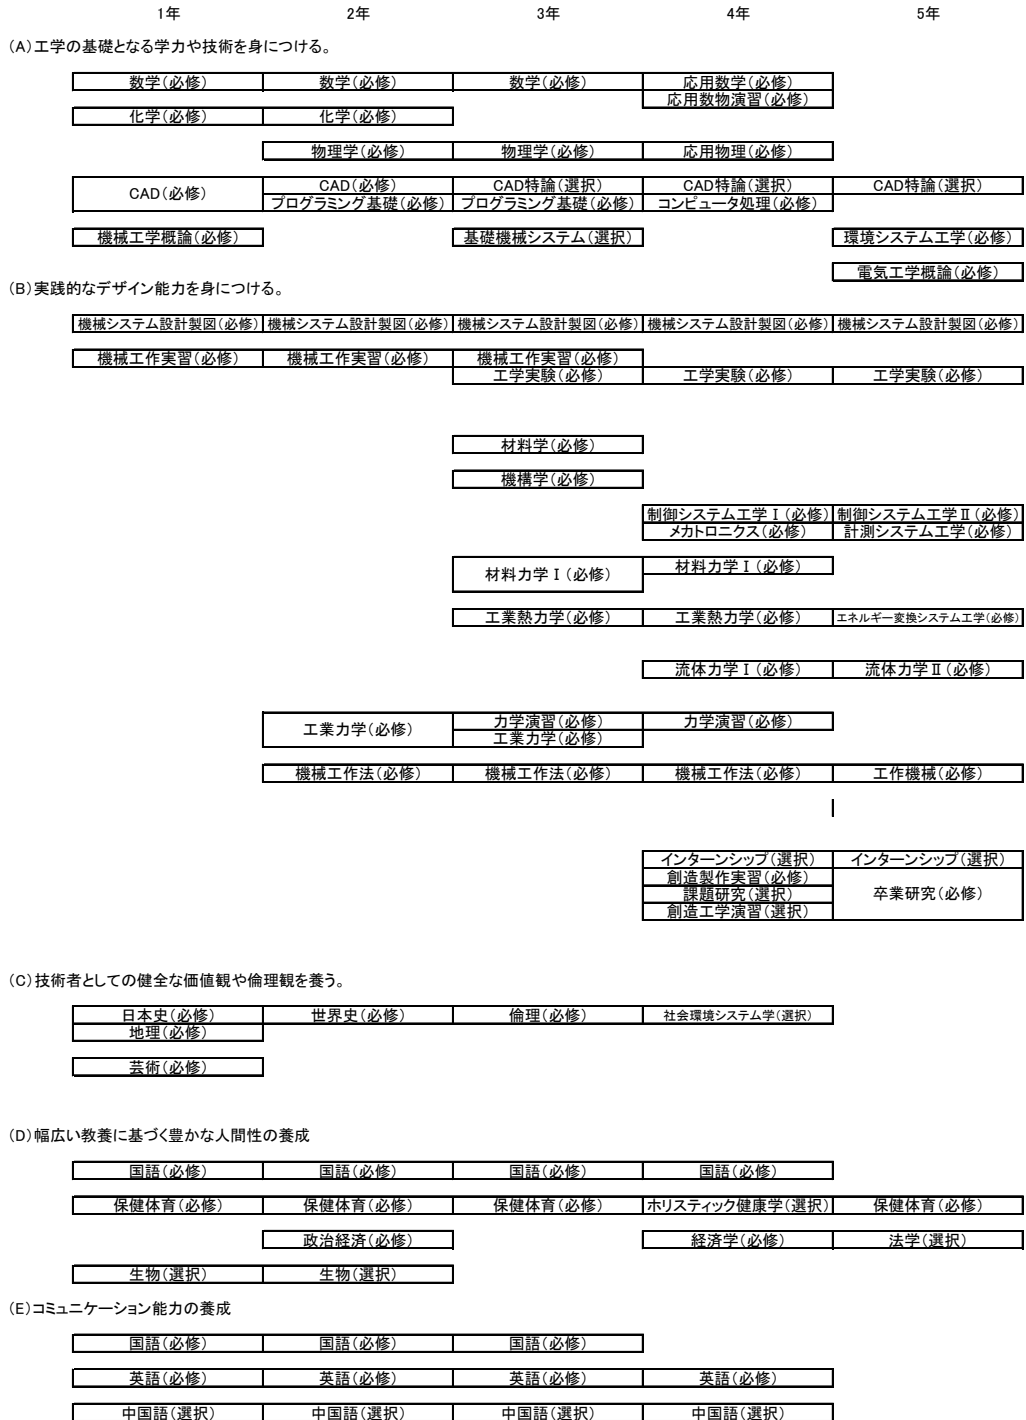 1年 2年 3年 4年 5年
(A)工学の基礎となる学力や技術を身につける。
数学(必修) 数学(必修) 数学(必修) 応用数学(必修)
応用数物演習(必修)
化学(必修) 化学(必修)
物理学(必修) 物理学(必修) 応用物理(必修)
CAD(必修) CAD(必修) CAD特論(選択) CAD特論(選択) CAD特論(選択)
プログラミング基礎(必修) プログラミング基礎(必修) コンピュータ処理(必修)
機械工学概論(必修) 基礎機械システム(選択) 環境システム工学(必修)
電気工学概論(必修)
(B)実践的なデザイン能力を身につける。
機械システム設計製図(必修) 機械システム設計製図(必修) 機械システム設計製図(必修) 機械システム設計製図(必修) 機械システム設計製図(必修)
機械工作実習(必修) 機械工作実習(必修) 機械工作実習(必修)
工学実験(必修) 工学実験(必修) 工学実験(必修)
材料学(必修)
機構学(必修)
制御システム工学Ⅰ(必修) 制御システム工学Ⅱ(必修)
メカトロニクス(必修) 計測システム工学(必修)
材料力学Ⅰ(必修) 材料力学Ⅰ(必修)
工業熱力学(必修) 工業熱力学(必修) エネルギー変換システム工学(必修)
流体力学Ⅰ(必修) 流体力学Ⅱ(必修)
工業力学(必修) 力学演習(必修) 力学演習(必修)
工業力学(必修)
機械工作法(必修) 機械工作法(必修) 機械工作法(必修) 工作機械(必修)
インターンシップ(選択) インターンシップ(選択)
創造製作実習(必修)
課題研究(選択) 卒業研究(必修)
創造工学演習(選択)
(C)技術者としての健全な価値観や倫理観を養う。
日本史(必修) 世界史(必修) 倫理(必修) 社会環境システム学(選択)
地理(必修)
芸術(必修)
(D)幅広い教養に基づく豊かな人間性の養成
国語(必修) 国語(必修) 国語(必修) 国語(必修)
保健体育(必修) 保健体育(必修) 保健体育(必修) ホリスティック健康学(選択) 保健体育(必修)
政治経済(必修) 経済学(必修) 法学(選択)
生物(選択) 生物(選択)
(E)コミュニケーション能力の養成
国語(必修) 国語(必修) 国語(必修)
英語(必修) 英語(必修) 英語(必修) 英語(必修)
中国語(選択) 中国語(選択) 中国語(選択) 中国語(選択)